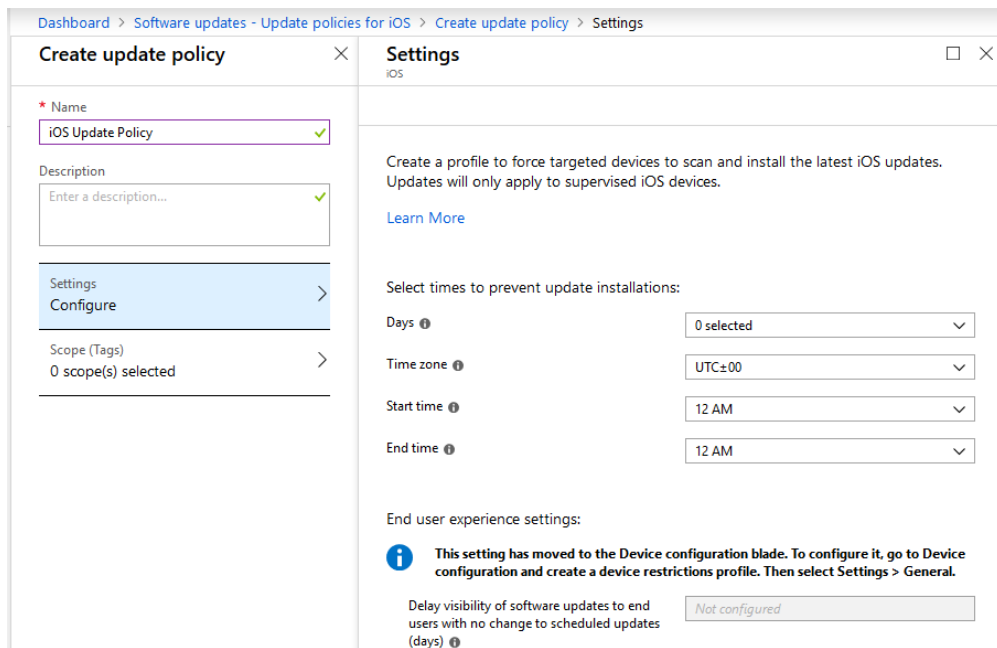 Dashboard > Software updates - Update policies for iOS > Create update policy > Settings
Create update policy
* Name
iOS Update Policy
Description
Enter a description...
Settings
Configure
Scope (Tags)
0 scope(s) selected
Settings
iOS
Create a profile to force targeted devices to scan and install the latest iOS updates.
Updates will only apply to supervised iOS devices.
Learn More
Select times to prevent update installations:
Days
0 selected
Time zone
UTC±00
Start time
12 AM
End time
12 AM
End user experience settings:
This setting has moved to the Device configuration blade. To configure it, go to Device
configuration and create a device restrictions profile. Then select Settings > General.
Delay visibility of software updates to end
users with no change to scheduled updates
(days)
Not configured